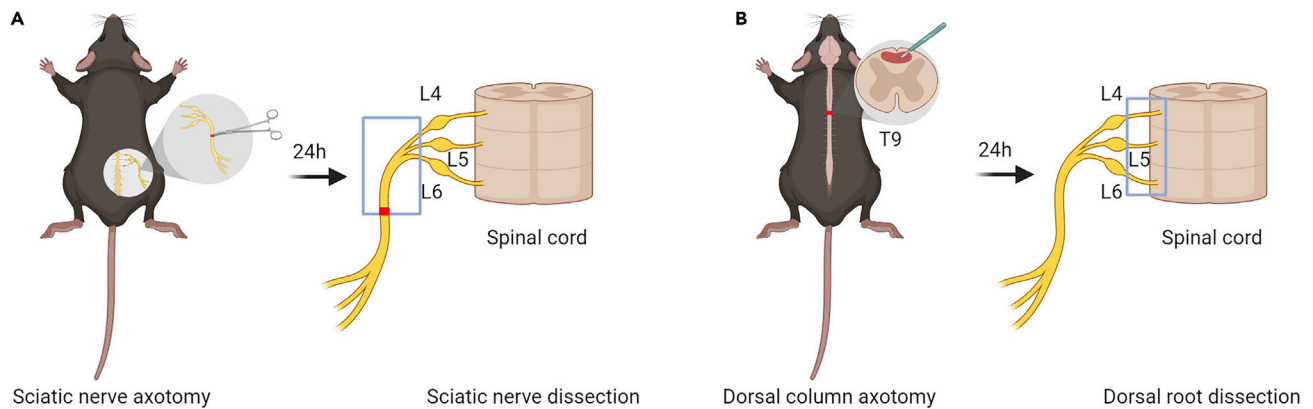 A
L4
24h
L5
L6
Spinal cord
Sciatic nerve axotomy
Sciatic nerve dissection
B
T9
L4
24h
L5
L6
Spinal cord
Dorsal column axotomy
Dorsal root dissection